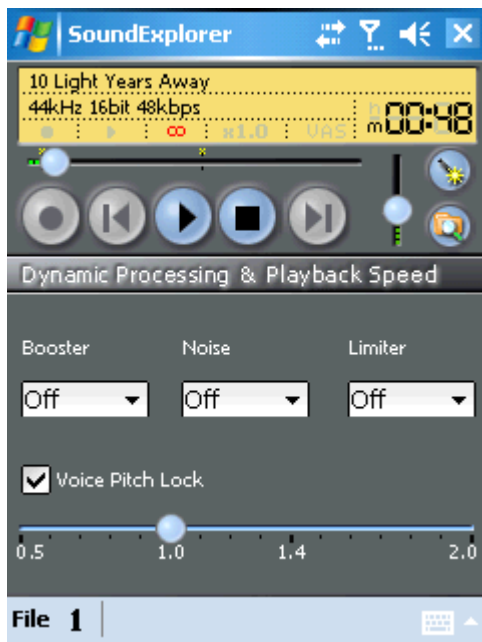 SoundExplorer
10 Light Years Away
44kHz 16bit 48kbps
h
m 00:48
∞ x1.0 VAS
Dynamic Processing & Playback Speed
Booster Noise Limiter
Off Off Off
Voice Pitch Lock
0.5 1.0 1.4 2.0
File 1